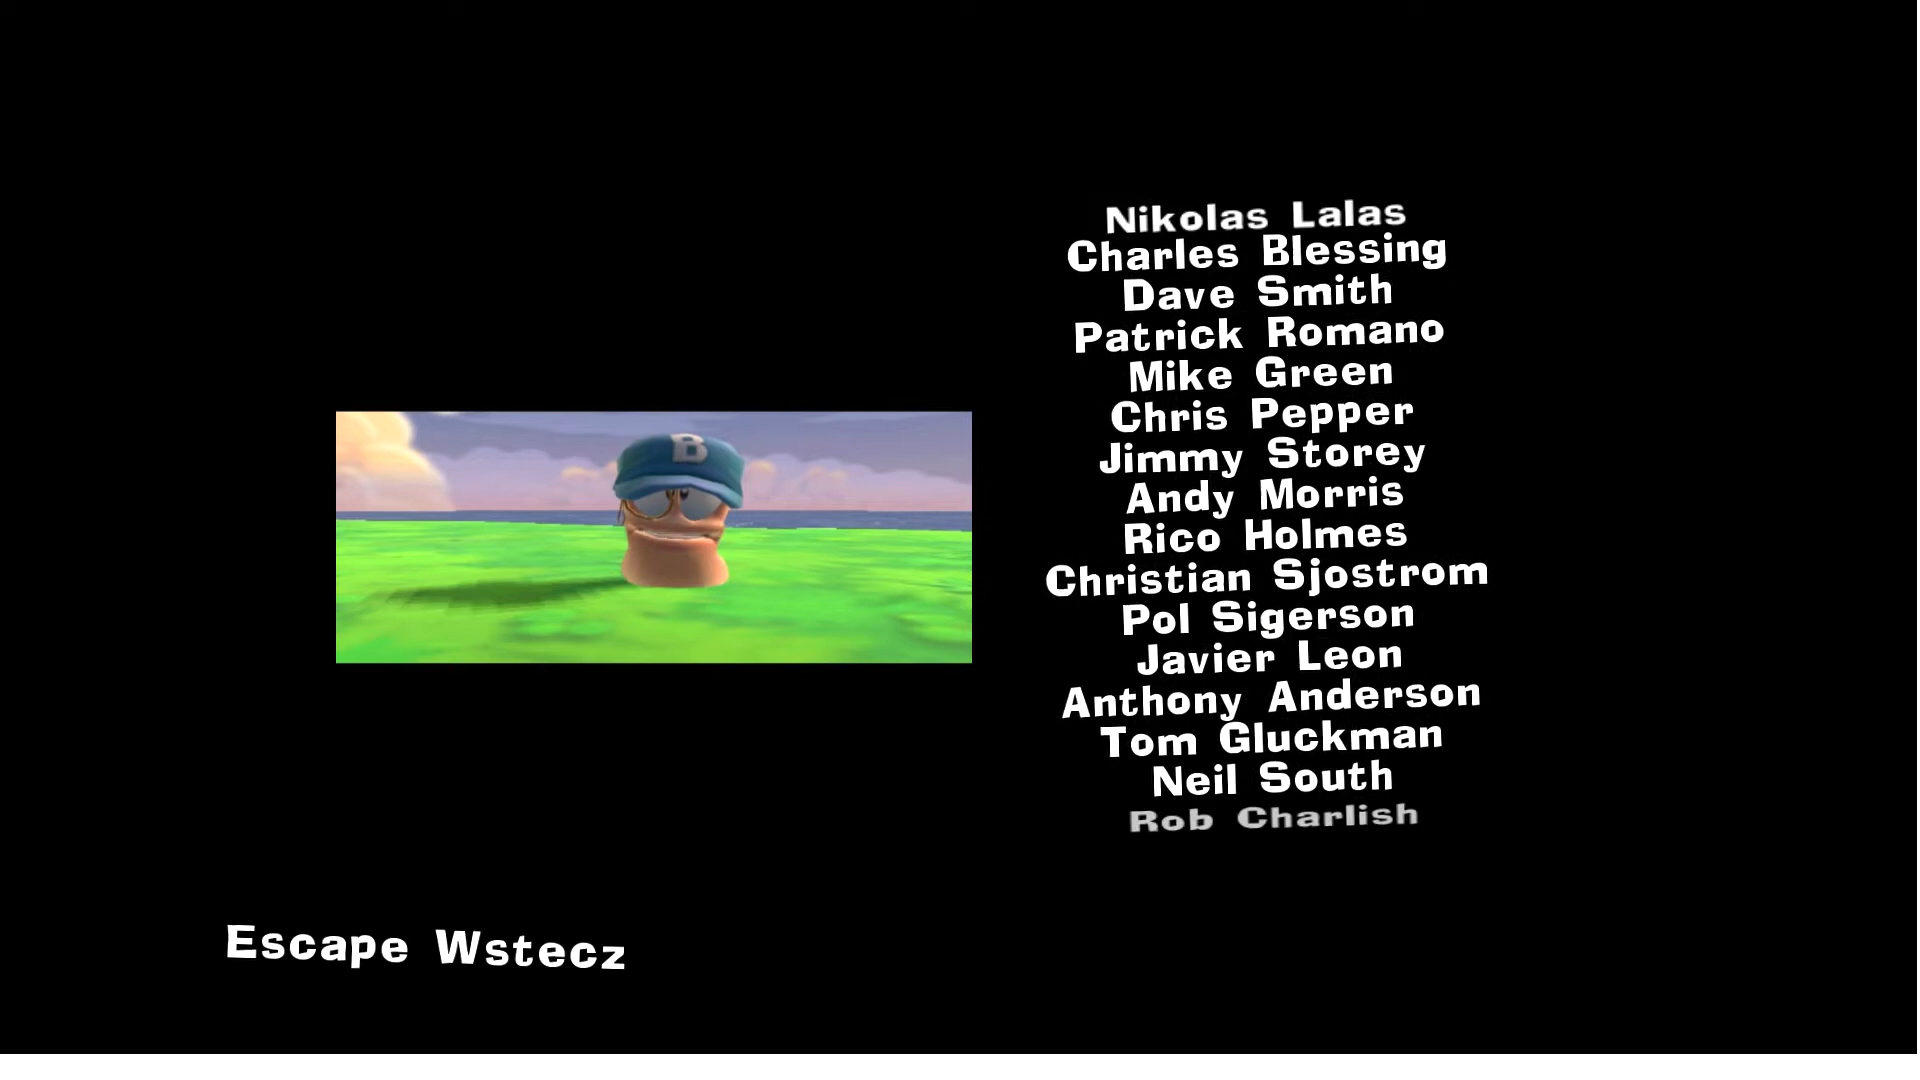 B
Nikolas Lalas
Charles Blessing
Dave Smith
Patrick Romano
Mike Green
Chris Pepper
Jimmy Storey
Andy Morris
Rico Holmes
Christian Sjostrom
Pol Sigerson
Javier Leon
Anthony Anderson
Tom Gluckman
Neil South
Rob Charlish
Escape Wstecz